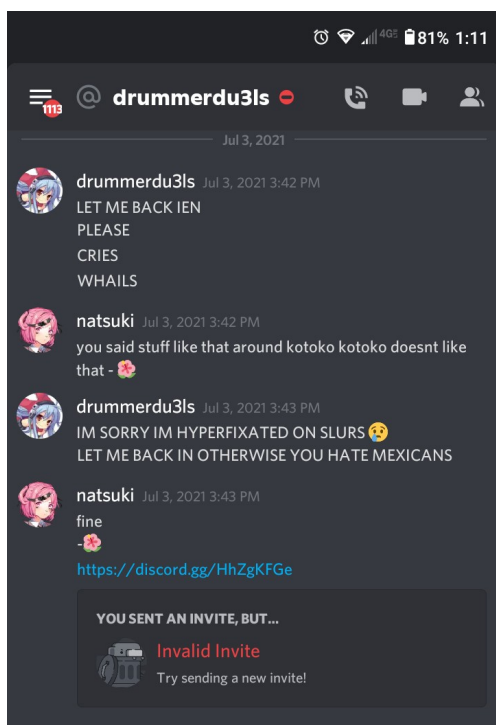 4GE 81% 1:11
1113 @ drummerdu3ls
Jul 3, 2021
drummerdu3ls Jul 3, 2021 3:42 PM
LET ME BACK IEN
PLEASE
CRIES
WHAILS
natsuki Jul 3, 2021 3:42 PM
you said stuff like that around kotoko kotoko doesnt like
that - 🌺
drummerdu3ls Jul 3, 2021 3:43 PM
IM SORRY IM HYPERFIXATED ON SLURS 😢
LET ME BACK IN OTHERWISE YOU HATE MEXICANS
natsuki Jul 3, 2021 3:43 PM
fine
-🌺
https://discord.gg/HhZgKFGe
YOU SENT AN INVITE, BUT...
Invalid Invite
Try sending a new invite!